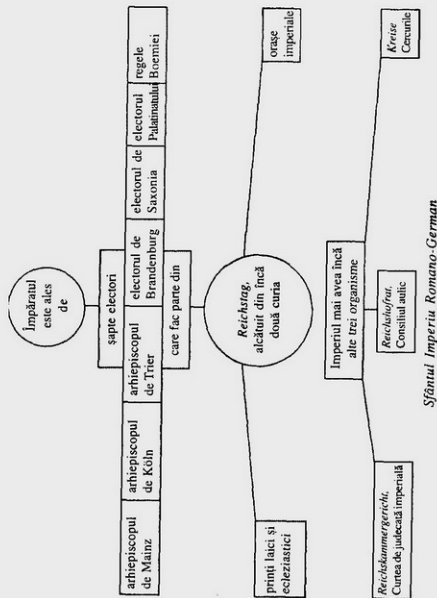 Împăratul
este ales
de
șapte electori
arhiepiscopul
de Mainz
arhiepiscopul
de Köln
arhiepiscopul
de Trier
electorul de
Brandenburg
electorul de
Saxonia
electorul
Palatinatului
regele
Boemiei
care fac parte din
Reichstag,
alcătuit din încă
două curia
prinți laici și
ecleziastici
orașe
imperiale
Imperiul mai avea încă
alte trei organisme
Reichskammergericht,
Curtea de judecată imperială
Reichshofrat,
Consiliul aulic
Kreise
Cercurile
Sfântul Imperiu Romano-German